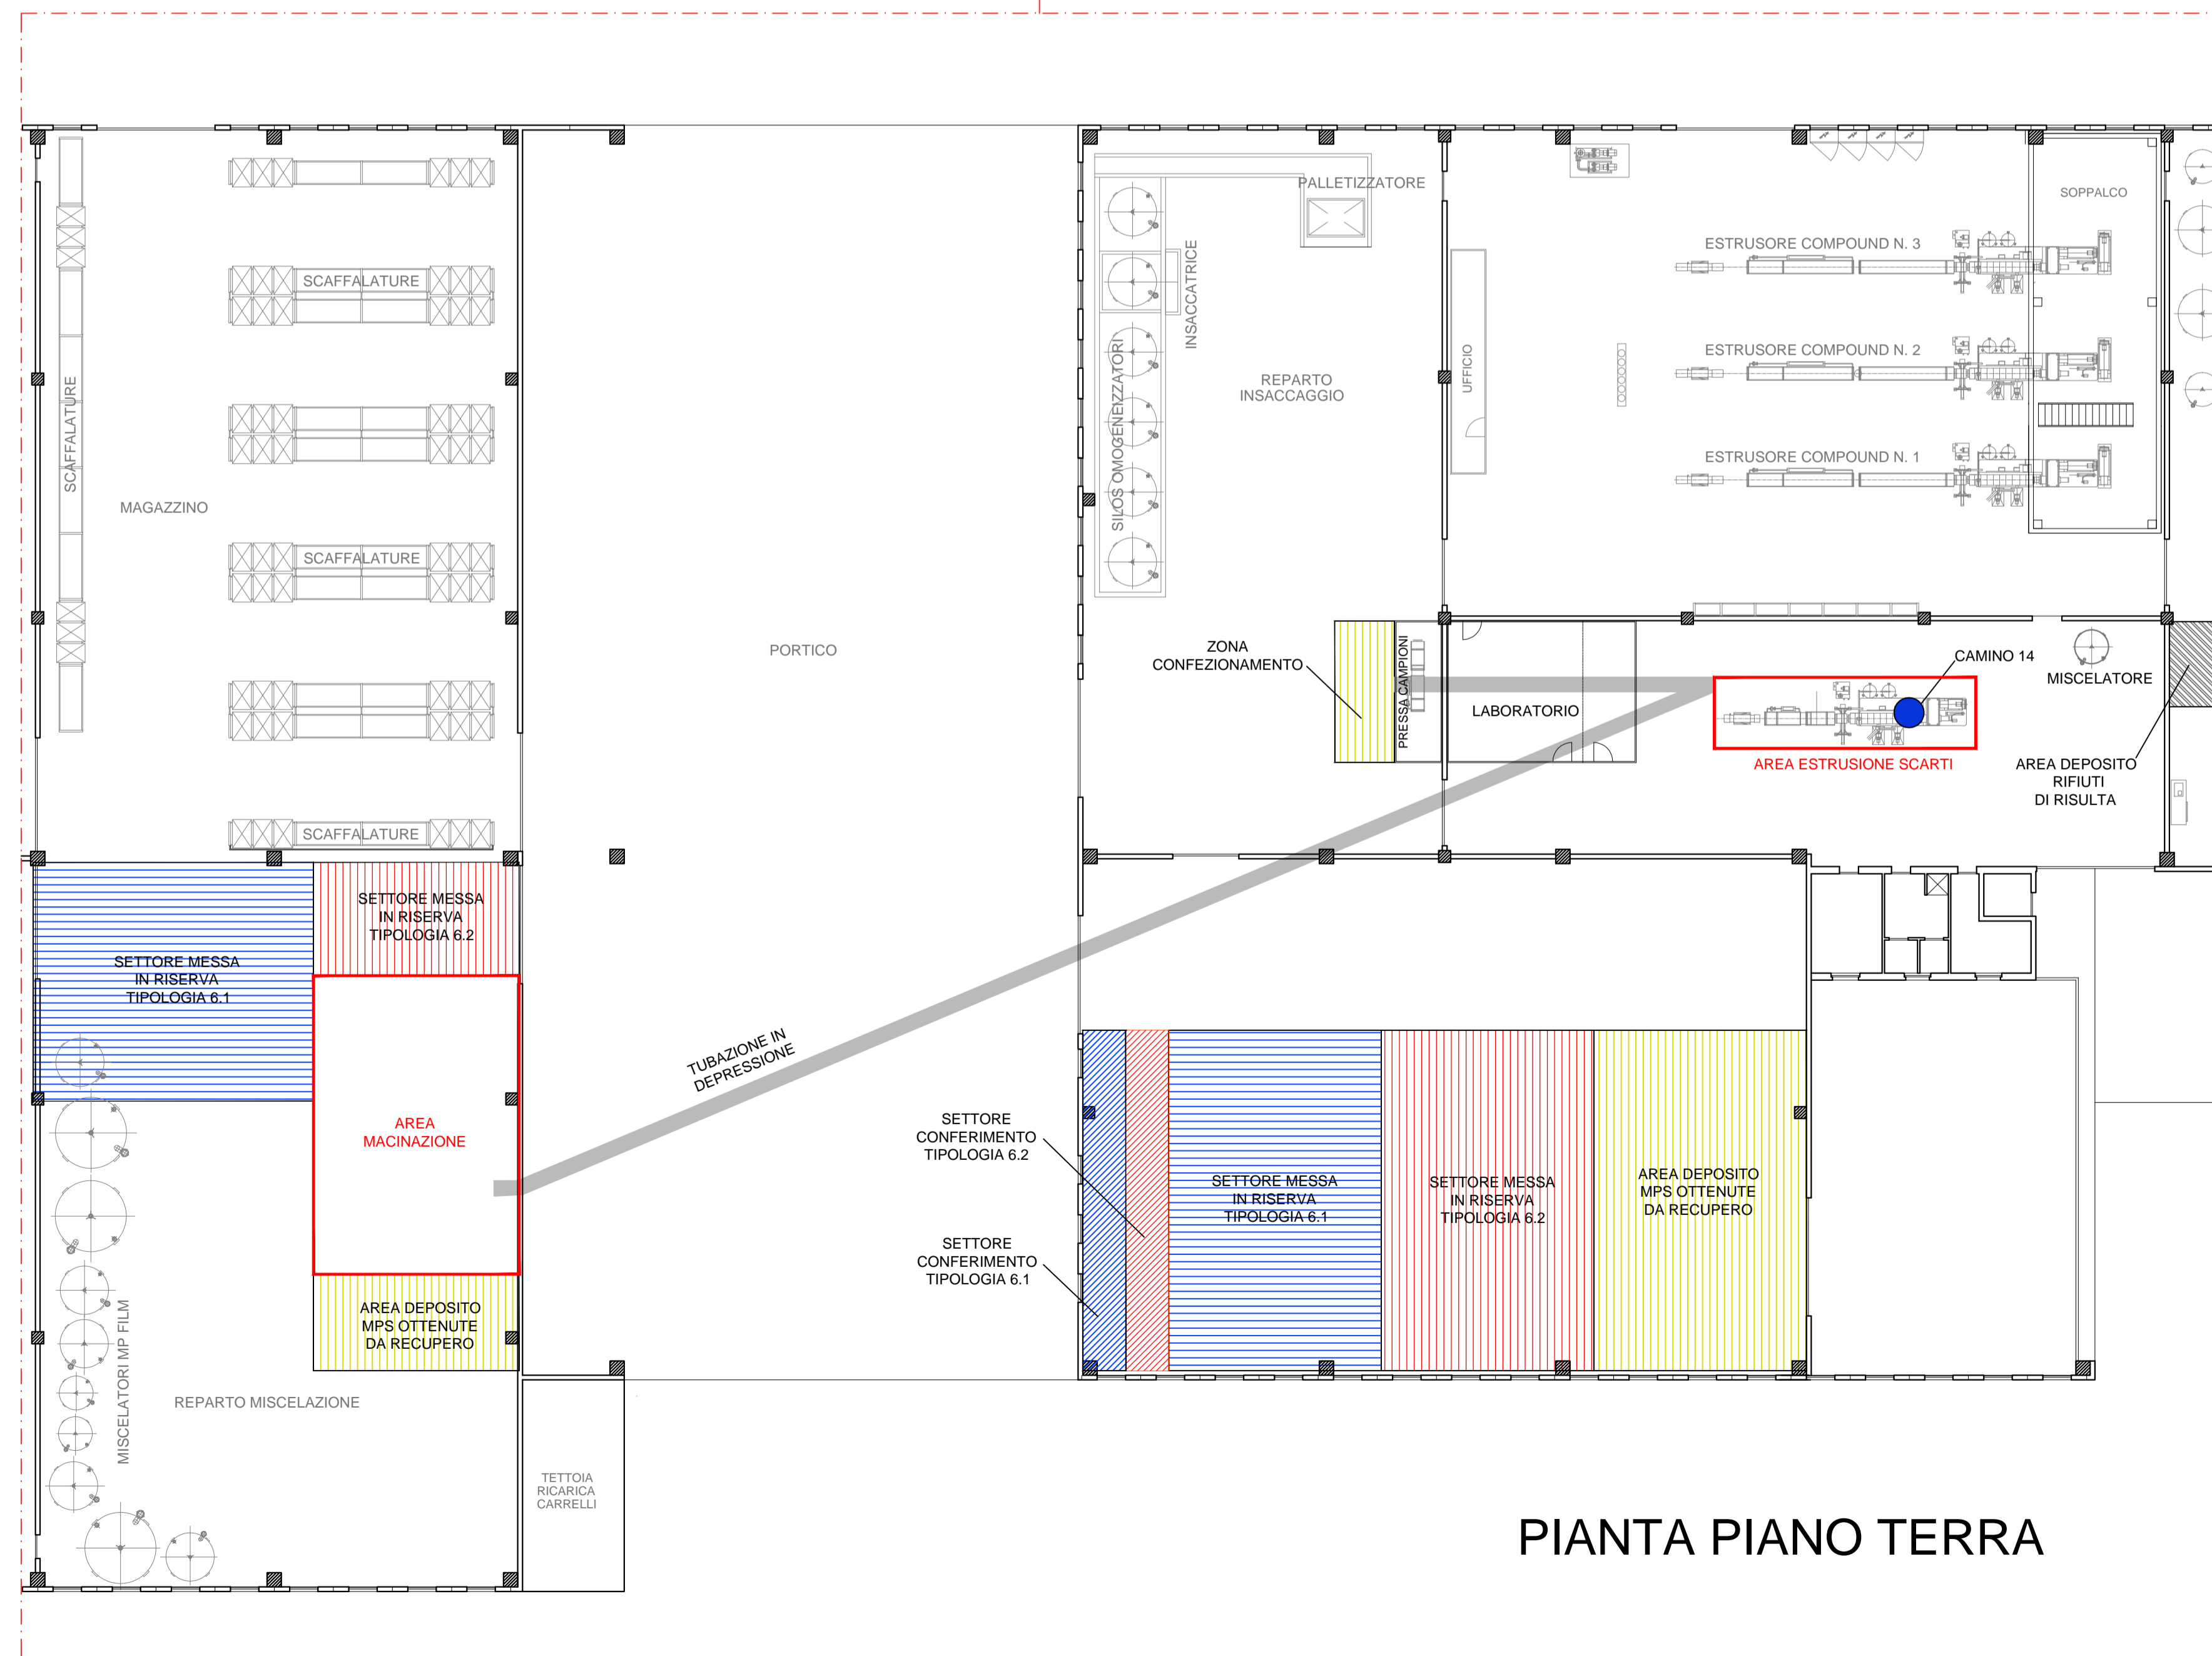 PALLETIZZATORE
SOPPALCO
ESTRUSORE COMPOUND N. 3
SCAFFALATURE
INSACCATRICE
ESTRUSORE COMPOUND N. 2
UFFICIO
REPARTO
INSACCAGGIO
SCAFFALATURE
SILOS OMOGENEIZZATORI
ESTRUSORE COMPOUND N. 1
MAGAZZINO
SCAFFALATURE
PORTICO
ZONA
CONFEZIONAMENTO
PRESSA CAMPIONI
CAMINO 14
MISCELATORE
LABORATORIO
AREA ESTRUSIONE SCARTI
AREA DEPOSITO
RIFIUTI
DI RISULTA
SCAFFALATURE
SETTORE MESSA
IN RISERVA
TIPOLOGIA 6.2
SETTORE MESSA
IN RISERVA
TIPOLOGIA 6.1
TUBAZIONE IN
DEPRESSIONE
AREA
MACINAZIONE
SETTORE
CONFERIMENTO
TIPOLOGIA 6.2
SETTORE MESSA
IN RISERVA
TIPOLOGIA 6.1
SETTORE MESSA
IN RISERVA
TIPOLOGIA 6.2
AREA DEPOSITO
MPS OTTENUTE
DA RECUPERO
SETTORE
CONFERIMENTO
TIPOLOGIA 6.1
AREA DEPOSITO
MPS OTTENUTE
DA RECUPERO
MISCELATORI MP FILM
REPARTO MISCELAZIONE
TETTOIA
RICARICA
CARRELLI
PIANTA PIANO TERRA